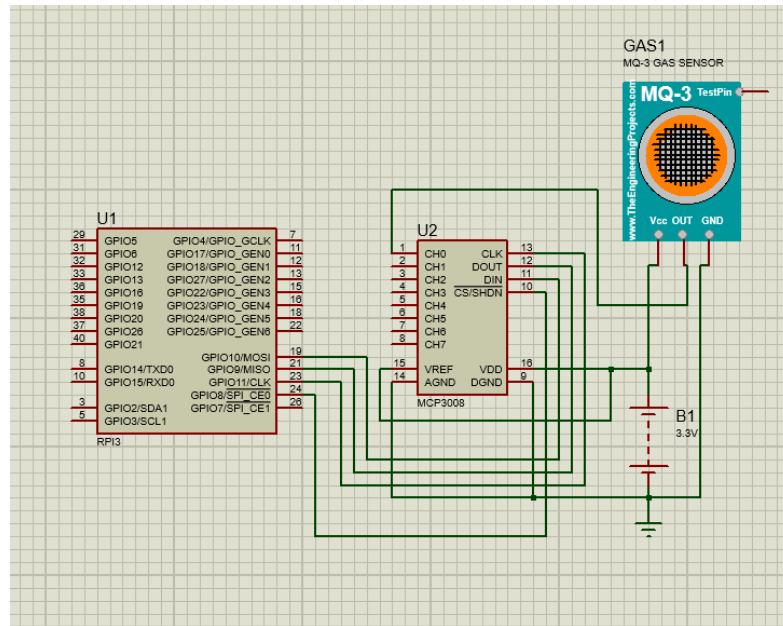 GAS1
MQ-3 GAS SENSOR
MQ-3 TestPin
www.TheEngineeringProjects.com
Vcc OUT GND
U1
29 GPIO5 GPIO4/GPIO_GCLK 7
31 GPIO6 GPIO17/GPIO_GEN0 11
32 GPIO12 GPIO18/GPIO_GEN1 12
33 GPIO13 GPIO27/GPIO_GEN2 13
36 GPIO16 GPIO22/GPIO_GEN3 15
35 GPIO19 GPIO23/GPIO_GEN4 16
38 GPIO20 GPIO24/GPIO_GEN5 18
37 GPIO26 GPIO25/GPIO_GEN6 22
40 GPIO21
GPIO10/MOSI 19
8 GPIO14/TXD0 GPIO9/MISO 21
10 GPIO15/RXD0 GPIO11/CLK 23
GPIO8/SPI_CE0 24
3 GPIO2/SDA1 GPIO7/SPI_CE1 26
5 GPIO3/SCL1
RPI3
U2
1 CH0 CLK 13
2 CH1 DOUT 12
3 CH2 DIN 11
4 CH3 CS/SHDN 10
5 CH4
6 CH5
7 CH6
8 CH7
15 VREF VDD 16
14 AGND DGND 9
MCP3008
B1
3.3V